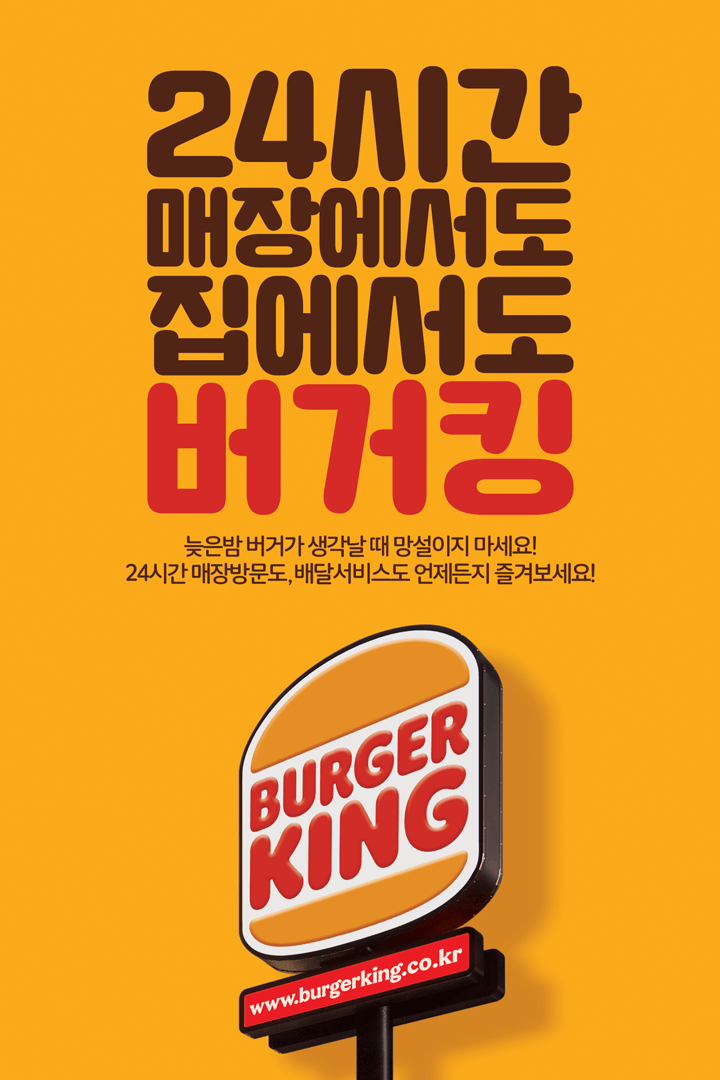 24시간
매장에서도
집에서도
버거킹
늦은밤 버거가 생각날 때 망설이지 마세요!
24시간 매장방문도, 배달서비스도 언제든지 즐겨보세요!
BURGER
KING
www.burgerking.co.kr